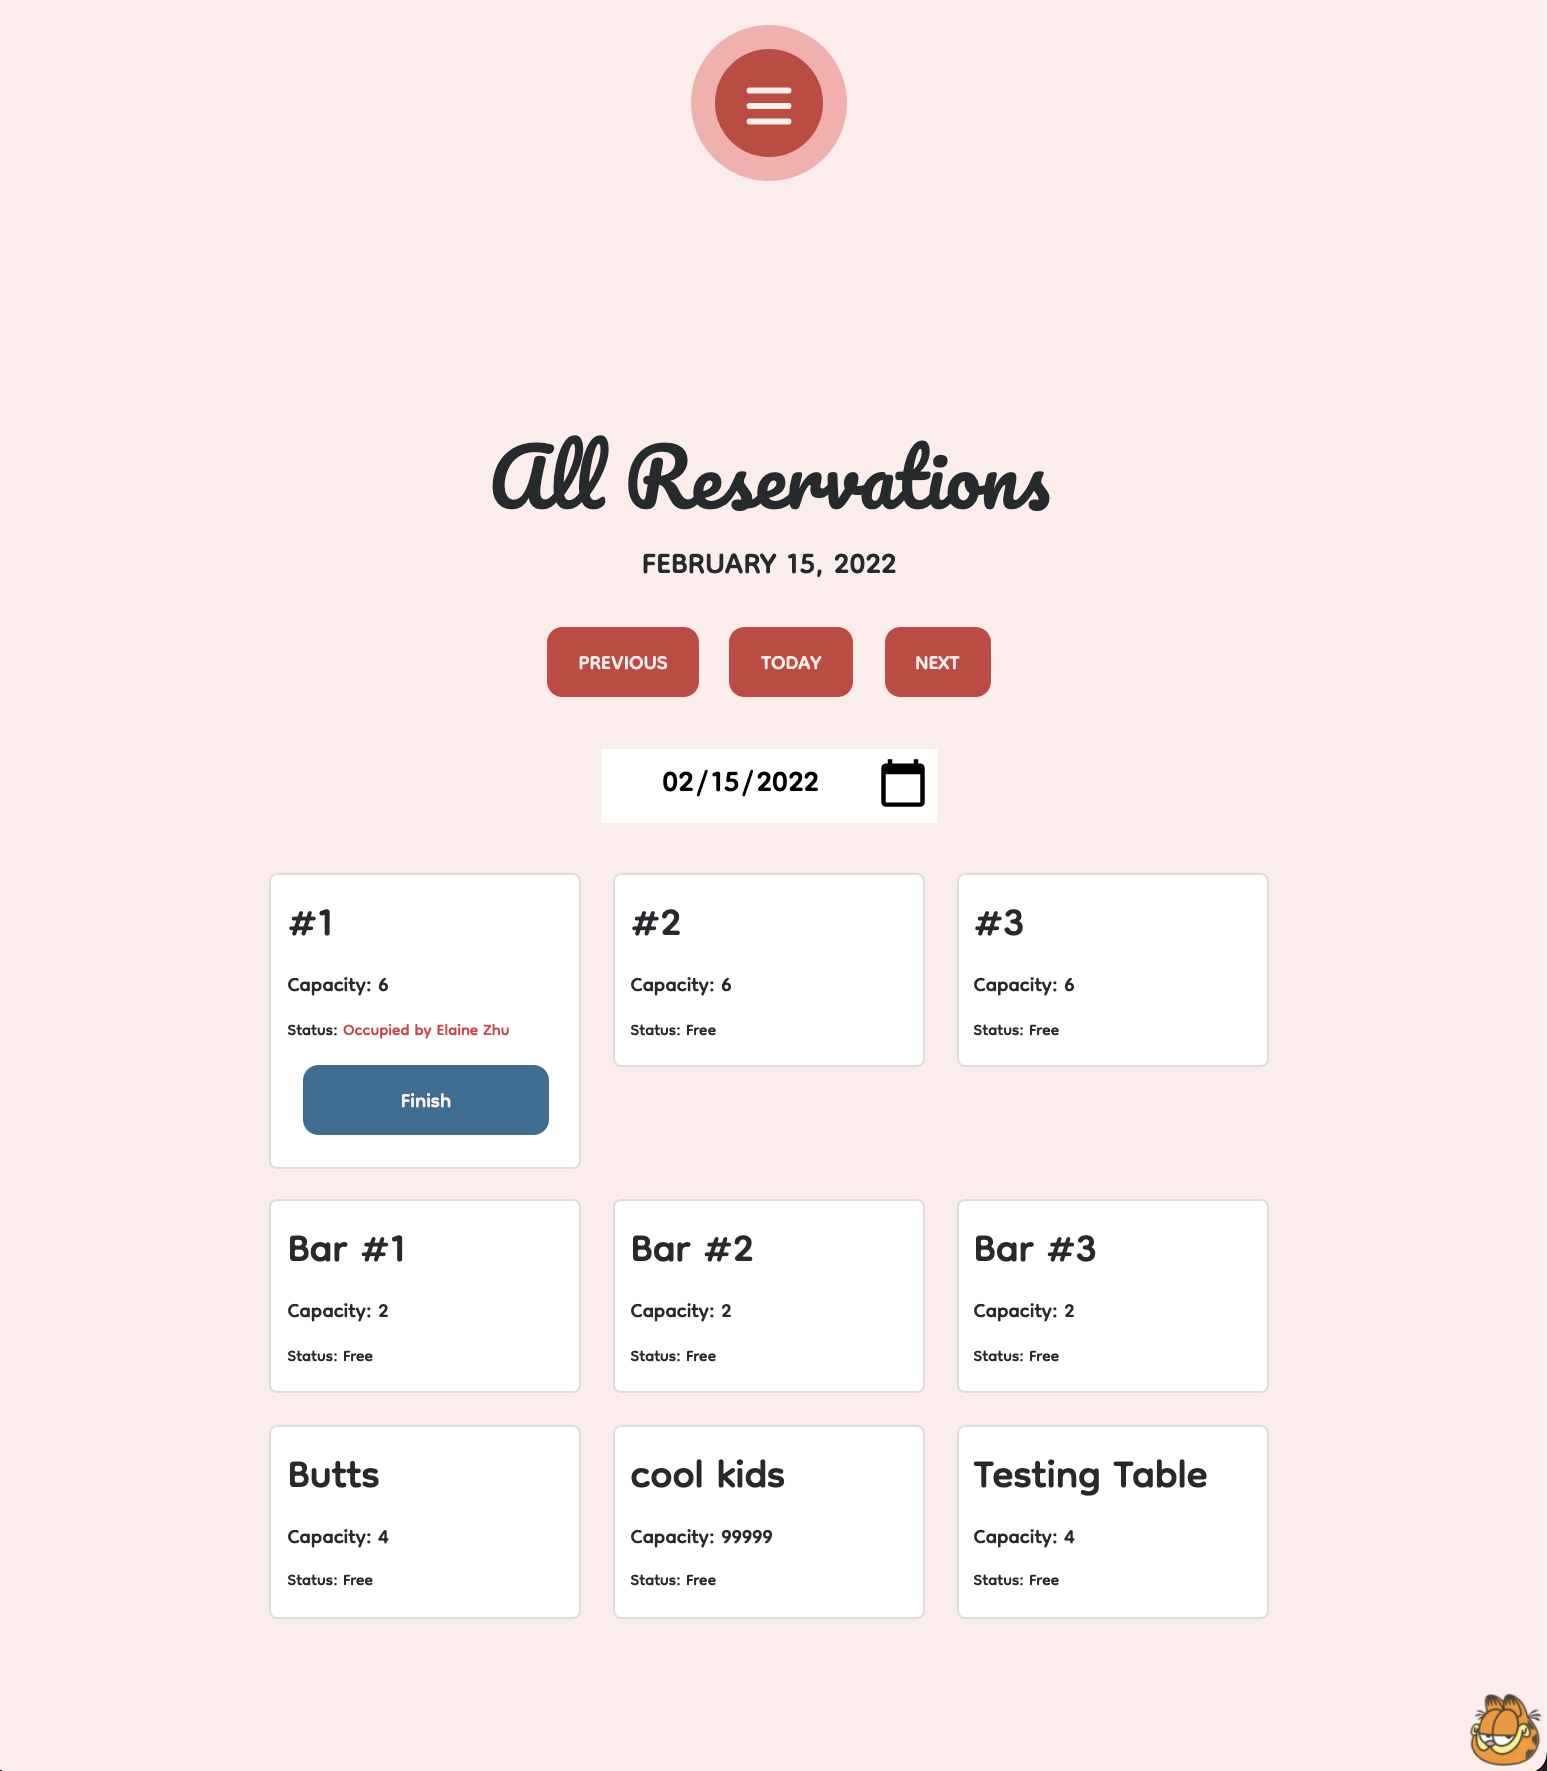 All Reservations
FEBRUARY 15, 2022
PREVIOUS TODAY NEXT
02/15/2022
#1
Capacity: 6
Status: Occupied by Elaine Zhu
Finish
#2
Capacity: 6
Status: Free
#3
Capacity: 6
Status: Free
Bar #1
Capacity: 2
Status: Free
Bar #2
Capacity: 2
Status: Free
Bar #3
Capacity: 2
Status: Free
Butts
Capacity: 4
Status: Free
cool kids
Capacity: 99999
Status: Free
Testing Table
Capacity: 4
Status: Free